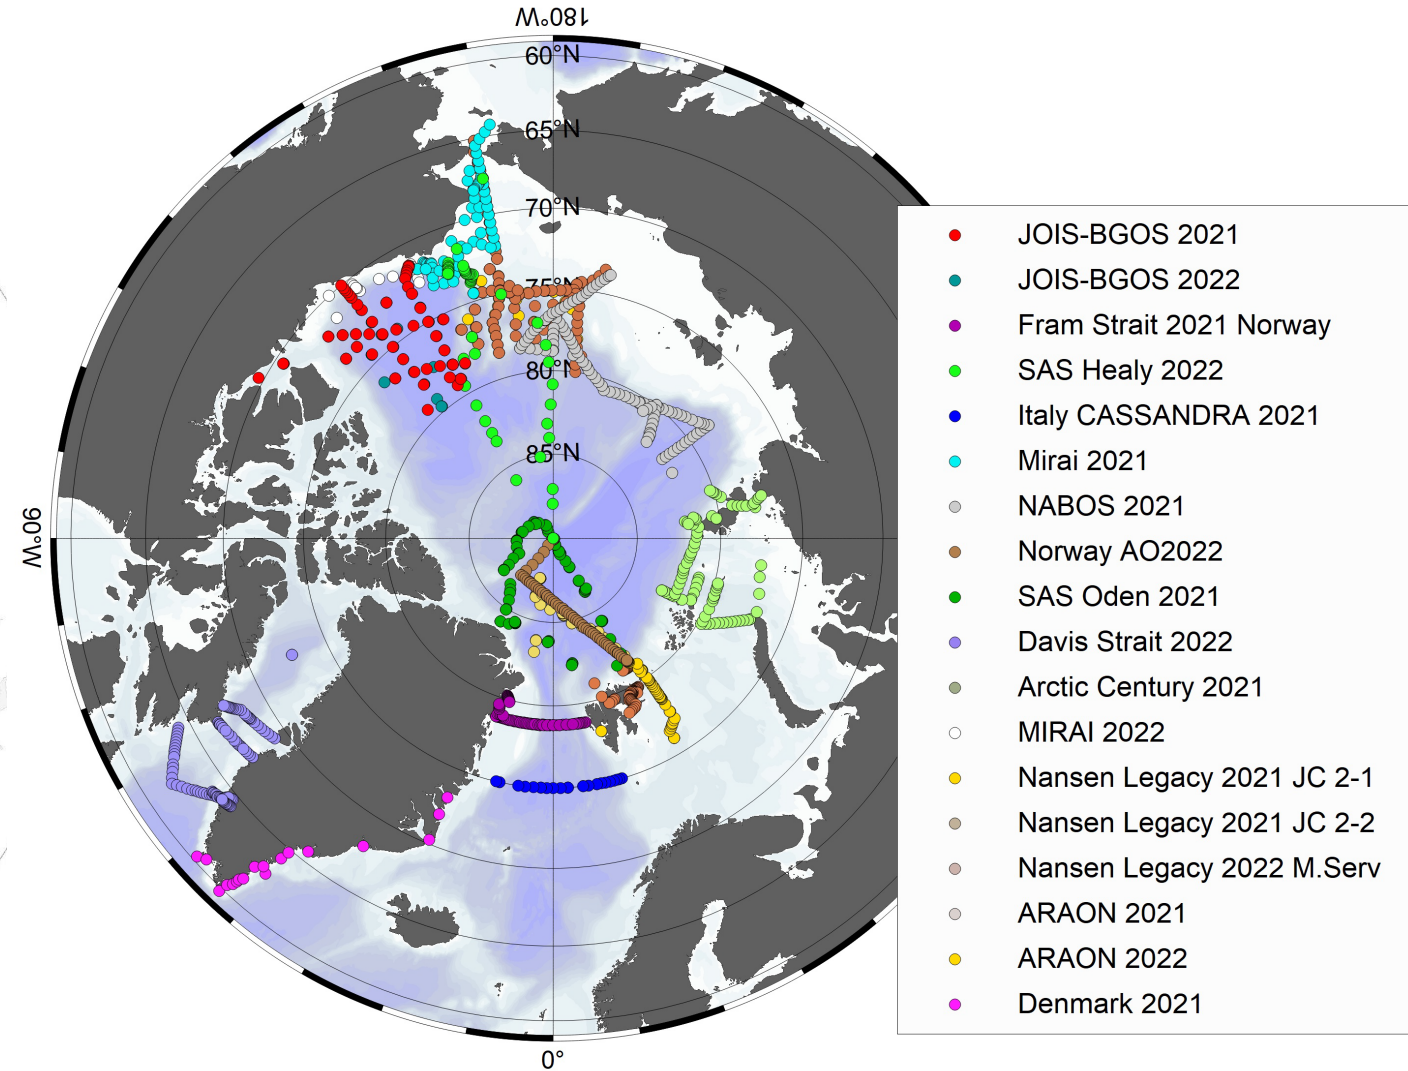 180°W
60°N
65°N
70°N
75°N
80°N
85°N
90°W
0°
JOIS-BGOS 2021
JOIS-BGOS 2022
Fram Strait 2021 Norway
SAS Healy 2022
Italy CASSANDRA 2021
Mirai 2021
NABOS 2021
Norway AO2022
SAS Oden 2021
Davis Strait 2022
Arctic Century 2021
MIRAI 2022
Nansen Legacy 2021 JC 2-1
Nansen Legacy 2021 JC 2-2
Nansen Legacy 2022 M.Serv
ARAON 2021
ARAON 2022
Denmark 2021